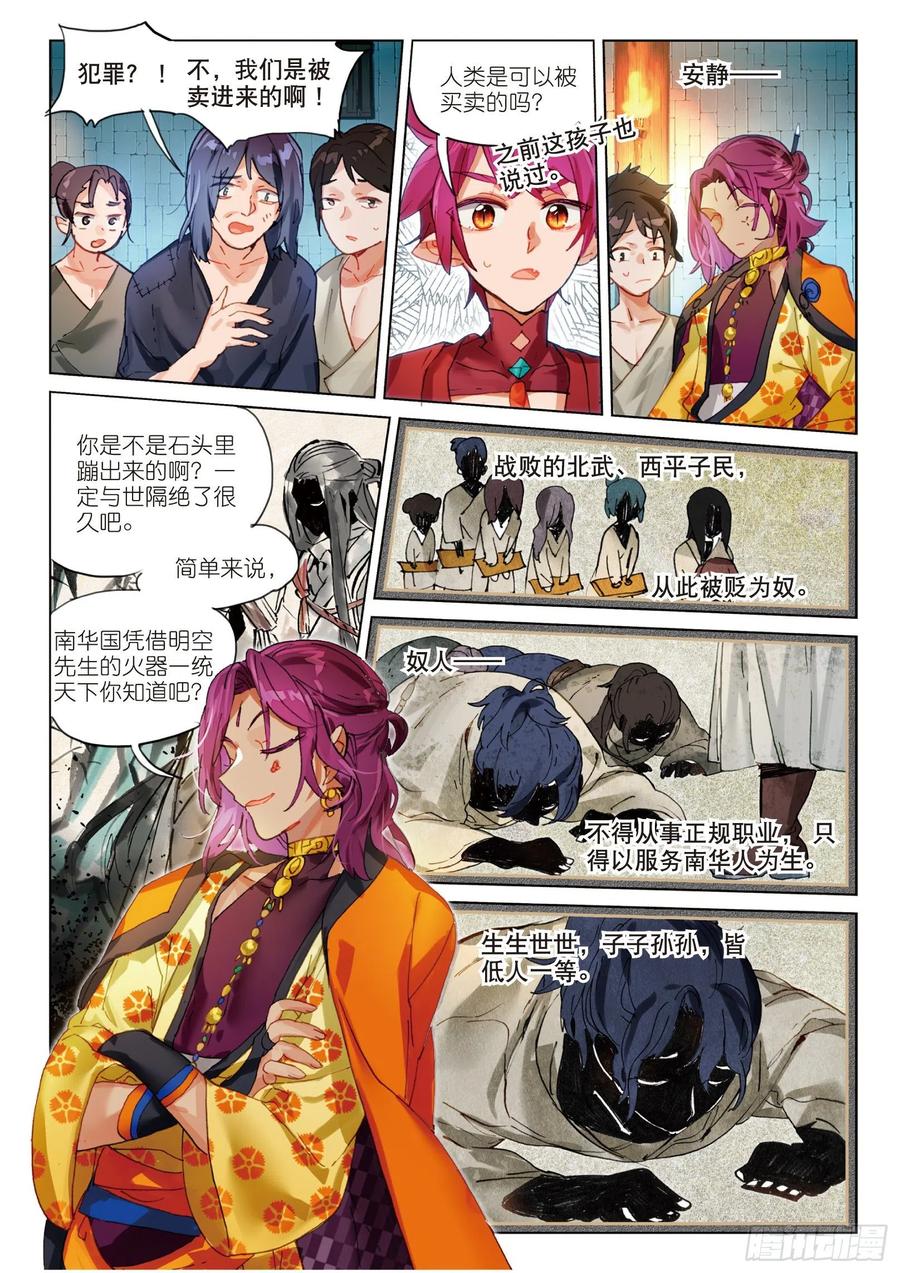 犯罪？！
不，我们是被
卖进来的啊！
人类是可以被
买卖的吗？
之前这孩子也
说过。
安静——
你是不是石头里
蹦出来的啊？一
定与世隔绝了很
久吧。
简单来说，
南华国凭借明空
先生的火器一统
天下你知道吧？
战败的北武、西平子民，
从此被贬为奴。
奴人——
不得从事正规职业，只
得以服务南华人为生。
生生世世，子子孙孙，皆
低人一等。
腾讯动漫